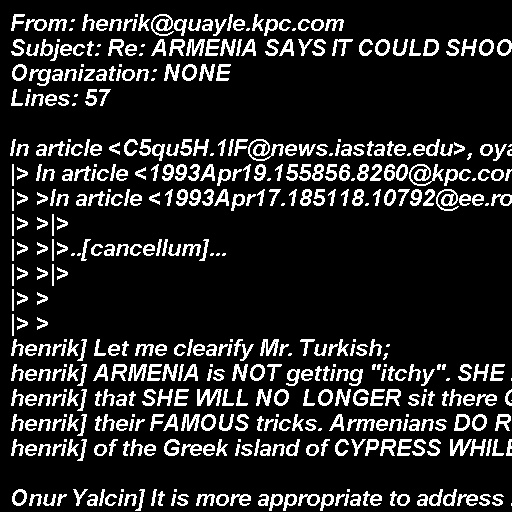 From: henrik@quayle.kpc.com
Subject: Re: ARMENIA SAYS IT COULD SHOO
Organization: NONE
Lines: 57

In article <C5qu5H.1IF@news.iastate.edu>, oya
|> In article <1993Apr19.155856.8260@kpc.com
|> >In article <1993Apr17.185118.10792@ee.ro
|> >|>
|> >|>..[cancellum]...
|> >|>
|> >
|> >
henrik] Let me clearify Mr. Turkish;
henrik] ARMENIA is NOT getting "itchy". SHE
henrik] that SHE WILL NO  LONGER sit there
henrik] their FAMOUS tricks. Armenians DO R
henrik] of the Greek island of CYPRESS WHILE

Onur Yalcin] It is more appropriate to address